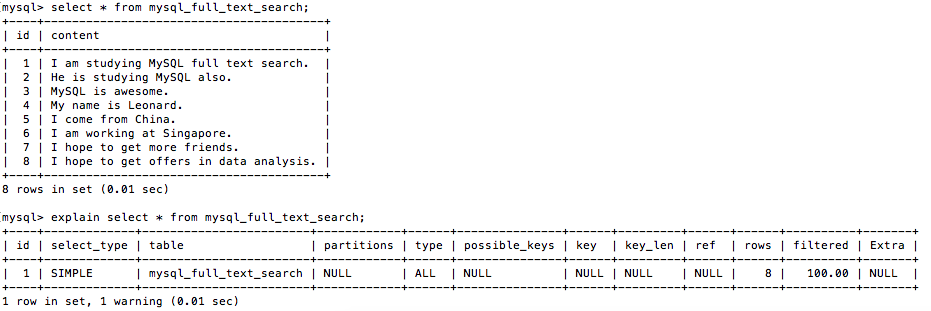 mysql> select * from mysql_full_text_search;
+----+-----------------------------------------+
| id | content                                 |
+----+-----------------------------------------+
|  1 | I am studying MySQL full text search.   |
|  2 | He is studying MySQL also.              |
|  3 | MySQL is awesome.                       |
|  4 | My name is Leonard.                     |
|  5 | I come from China.                      |
|  6 | I am working at Singapore.              |
|  7 | I hope to get more friends.             |
|  8 | I hope to get offers in data analysis. |
+----+-----------------------------------------+
8 rows in set (0.01 sec)
mysql> explain select * from mysql_full_text_search;
+----+-------------+------------------------+------------+------+---------------+------+---------+------+------+----------+-------+
| id | select_type | table                  | partitions | type | possible_keys | key  | key_len | ref  | rows | filtered | Extra |
+----+-------------+------------------------+------------+------+---------------+------+---------+------+------+----------+-------+
|  1 | SIMPLE      | mysql_full_text_search | NULL       | ALL  | NULL          | NULL | NULL    | NULL |    8 |   100.00 | NULL  |
+----+-------------+------------------------+------------+------+---------------+------+---------+------+------+----------+-------+
1 row in set, 1 warning (0.01 sec)